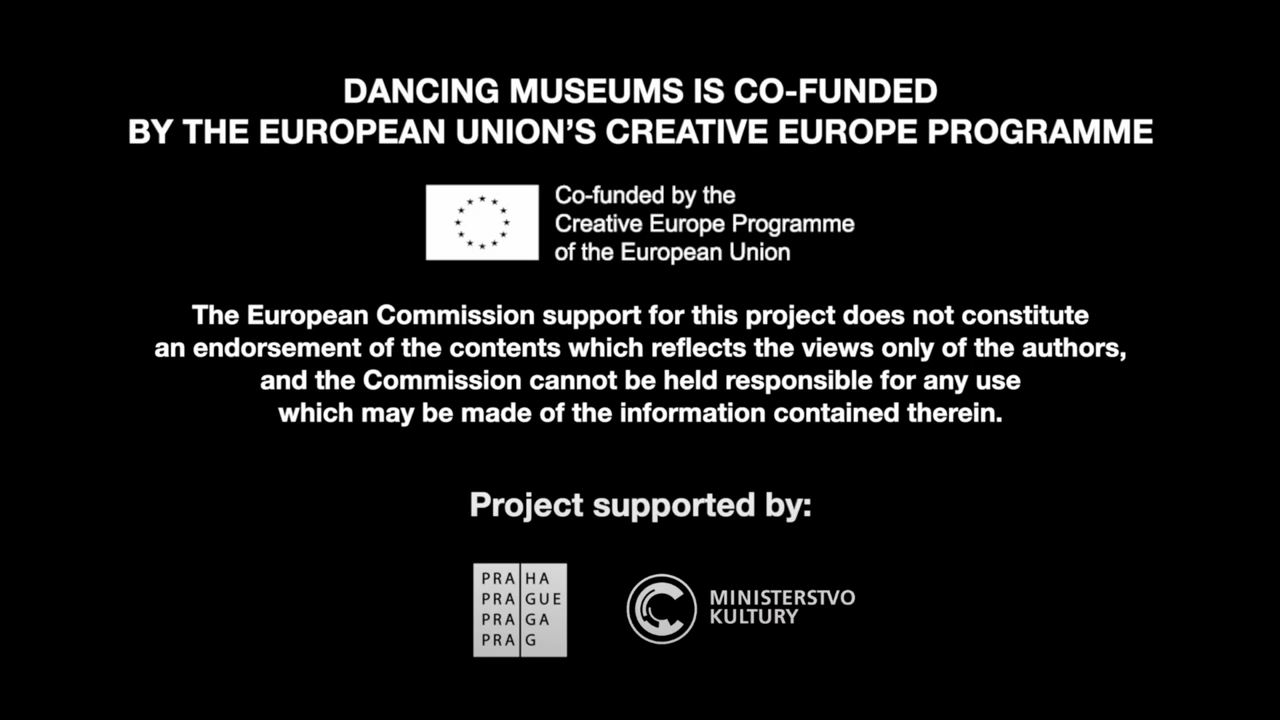 DANCING MUSEUMS IS CO-FUNDED
BY THE EUROPEAN UNION’S CREATIVE EUROPE PROGRAMME
Co-funded by the
Creative Europe Programme
of the European Union
The European Commission support for this project does not constitute
an endorsement of the contents which reflects the views only of the authors,
and the Commission cannot be held responsible for any use
which may be made of the information contained therein.
Project supported by:
PRA HA
PRA GUE
PRA GA
PRA G
MINISTERSTVO
KULTURY